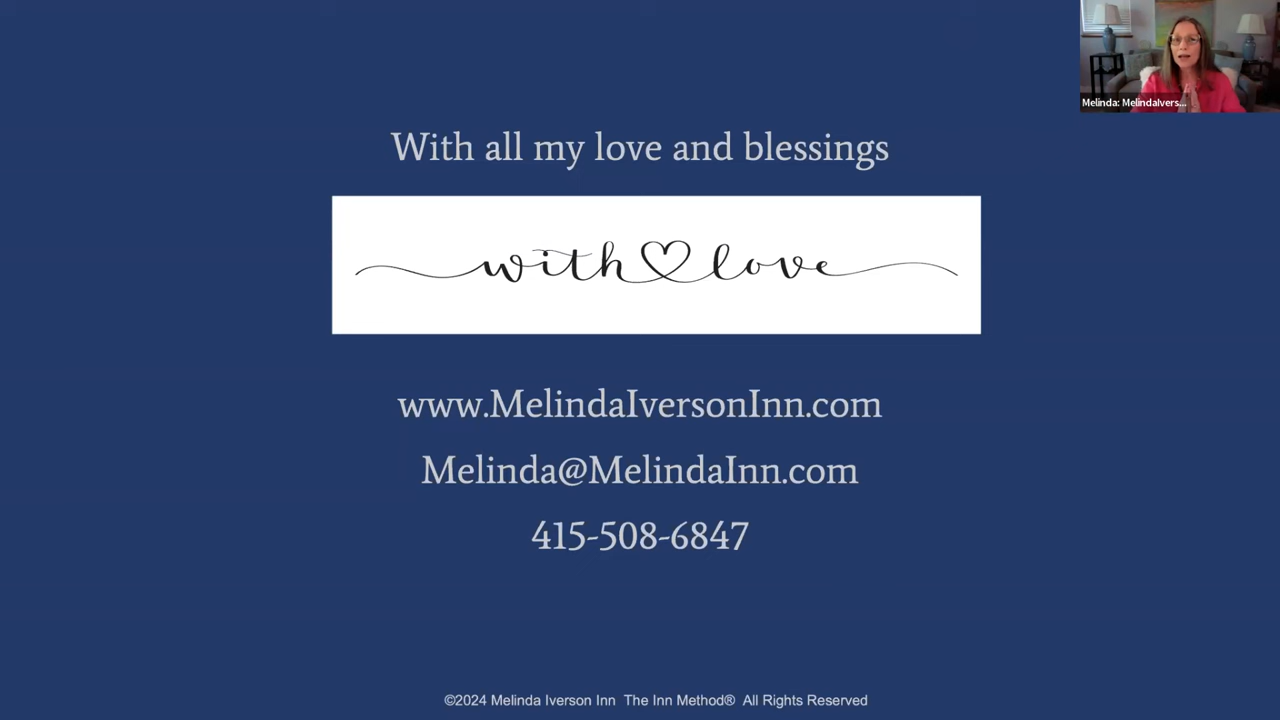 Melinda: MelindaIvers...
With all my love and blessings
with love
www.MelindaIversonInn.com
Melinda@MelindaInn.com
415-508-6847
©2024 Melinda Iverson Inn The Inn Method® All Rights Reserved